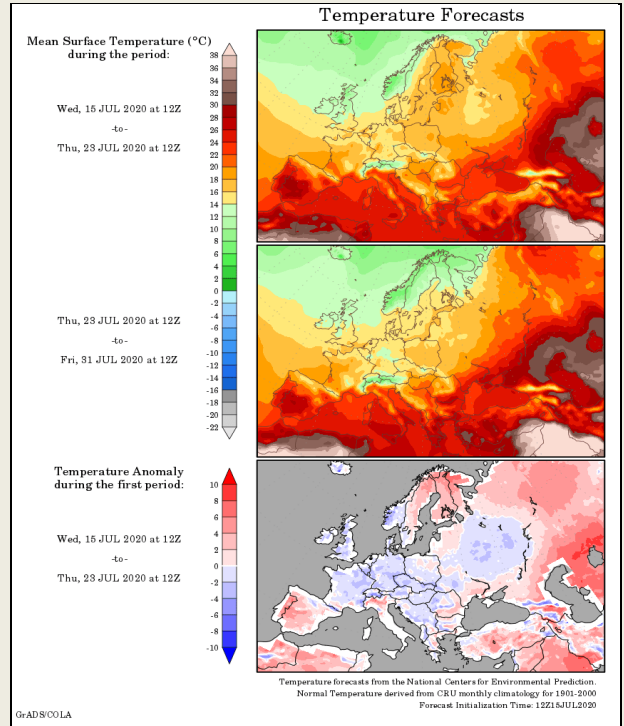 Temperature Forecasts
Mean Surface Temperature (°C)
during the period:
38
36
34
32
30
28
26
24
22
20
18
16
14
12
10
8
6
4
2
0
-2
-4
-6
-8
-10
-12
-14
-16
-18
-20
-22
Wed, 15 JUL 2020 at 12Z
-to-
Thu, 23 JUL 2020 at 12Z
Thu, 23 JUL 2020 at 12Z
-to-
Fri, 31 JUL 2020 at 12Z
Temperature Anomaly
during the first period:
10
8
6
4
2
0
-2
-4
-6
-8
-10
Wed, 15 JUL 2020 at 12Z
-to-
Thu, 23 JUL 2020 at 12Z
Temperature forecasts from the National Centers for Environmental Prediction.
Normal Temperature derived from CRU monthly climatology for 1901-2000
Forecast Initialization Time: 12Z15JUL2020
GrADS/COLA